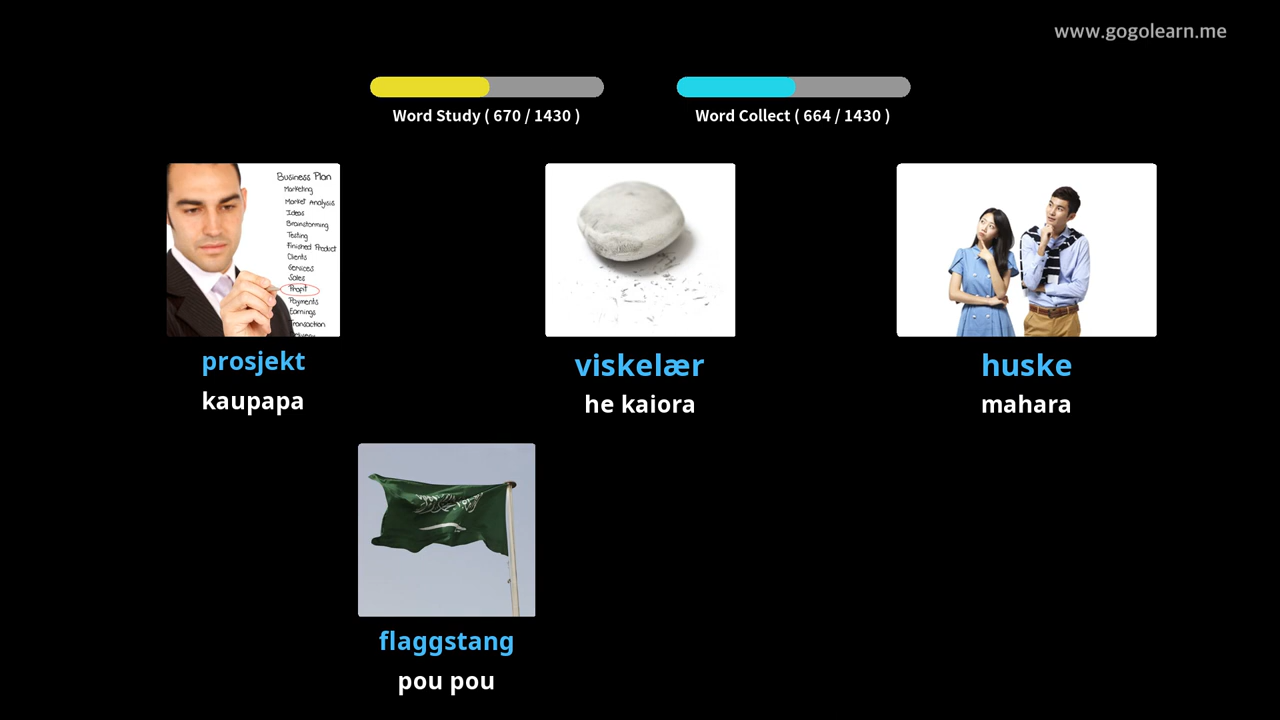 www.gogolearn.me
Word Study ( 670 / 1430 )
Word Collect ( 664 / 1430 )
Business Plan
Marketing
Market Analysis
Ideas
Brainstorming
Testing
Finished Product
Clients
Services
Sales
Profit
Payments
Earnings
Transaction
prosjekt
kaupapa
viskelær
he kaiora
huske
mahara
flaggstang
pou pou